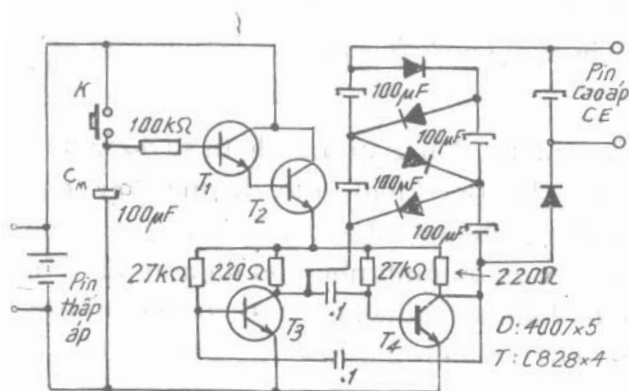 K
100kΩ
T1
T2
Cm
100µF
Pin
thấp
áp
27kΩ
220Ω
T3
.1
.1
27kΩ
T4
220Ω
100µF
100µF
100µF
100µF
Pin
Cao áp
CE
D: 4007×5
T: C828×4